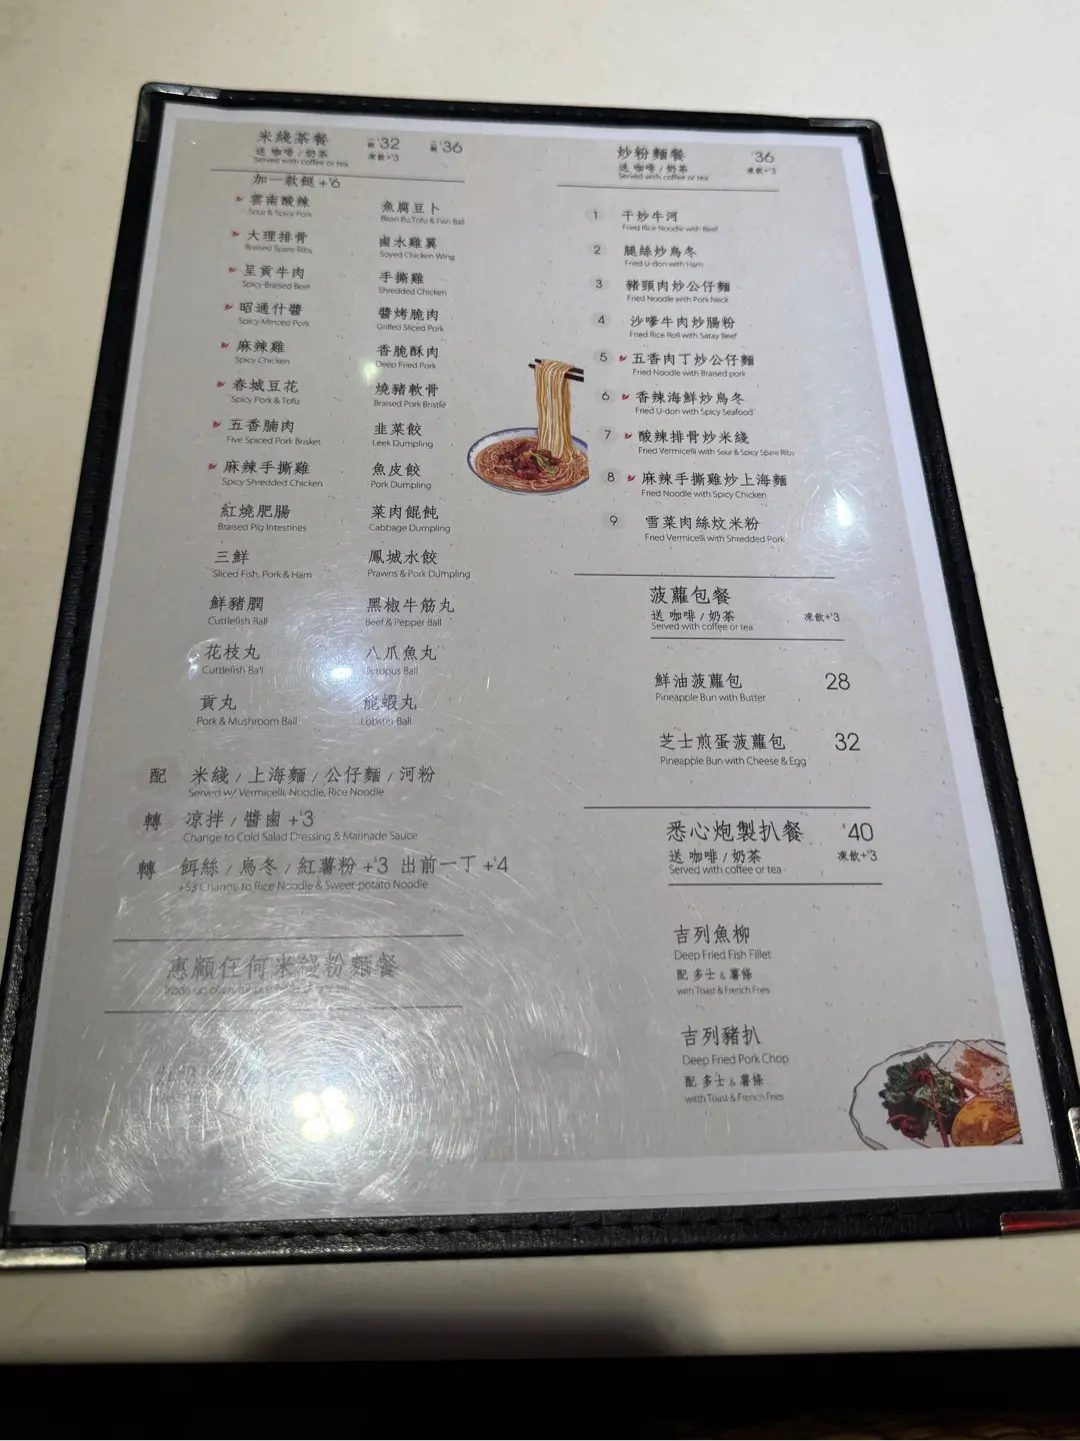 米綫茶餐
送 咖啡 / 奶茶
Served with coffee or tea
一餸 $32
凍飲+$3
二餸 $36
加一款餸 +$6
雲南酸辣
Sour & Spicy Pork
大理排骨
Braised Spare Ribs
呈貢牛肉
Spicy Braised Beef
昭通什醬
Spicy Minced Pork
麻辣雞
Spicy Chicken
春城豆花
Spicy Pork & Tofu
五香腩肉
Five Spiced Pork Brisket
麻辣手撕雞
Spicy Shredded Chicken
紅燒肥腸
Braised Pig Intestines
三鮮
Sliced Fish, Pork & Ham
鮮豬膶
Cuttlefish Ball
花枝丸
Cuttlefish Ball
貢丸
Pork & Mushroom Ball
魚腐豆卜
Bean Pu Tofu & Fish Ball
鹵水雞翼
Soyed Chicken Wing
手撕雞
Shredded Chicken
醬烤脆肉
Grilled Sliced Pork
香脆酥肉
Deep Fried Pork
燒豬軟骨
Braised Pork Bristle
韭菜餃
Leek Dumpling
魚皮餃
Pork Dumpling
菜肉餛飩
Cabbage Dumpling
鳳城水餃
Prawns & Pork Dumpling
黑椒牛筋丸
Beef & Pepper Ball
八爪魚丸
Octopus Ball
龍蝦丸
Lobster Ball
配 米綫 / 上海麵 / 公仔麵 / 河粉
Served w/ Vermicelli, Noodle, Rice Noodle
轉 凉拌 / 醬鹵 +$3
Change to Cold Salad Dressing & Marinade Sauce
轉 餌絲 / 烏冬 / 紅薯粉 +$3 出前一丁 +$4
+$3 Change to Rice Noodle & Sweet-potato Noodle
惠顧任何米綫粉麵餐
炒粉麵餐 $36
送 咖啡 / 奶茶 凍飲+$3
Served with coffee or tea
1 干炒牛河
Fried Rice Noodle with Beef
2 腿絲炒烏冬
Fried U-don with Ham
3 豬頸肉炒公仔麵
Fried Noodle with Pork Neck
4 沙嗲牛肉炒腸粉
Fried Rice Roll with Satay Beef
5 五香肉丁炒公仔麵
Fried Noodle with Braised pork
6 香辣海鮮炒烏冬
Fried U-don with Spicy Seafood
7 酸辣排骨炒米綫
Fried Vermicelli with Sour & Spicy Spare Ribs
8 麻辣手撕雞炒上海麵
Fried Noodle with Spicy Chicken
9 雪菜肉絲炆米粉
Fried Vermicelli with Shredded Pork
菠蘿包餐
送 咖啡 / 奶茶 凍飲+$3
Served with coffee or tea
鮮油菠蘿包 28
Pineapple Bun with Butter
芝士煎蛋菠蘿包 32
Pineapple Bun with Cheese & Egg
悉心炮製扒餐 $40
送 咖啡 / 奶茶 凍飲+$3
Served with coffee or tea
吉列魚柳
Deep Fried Fish Fillet
配 多士 & 薯條
with Toast & French Fries
吉列豬扒
Deep Fried Pork Chop
配 多士 & 薯條
with Toast & French Fries